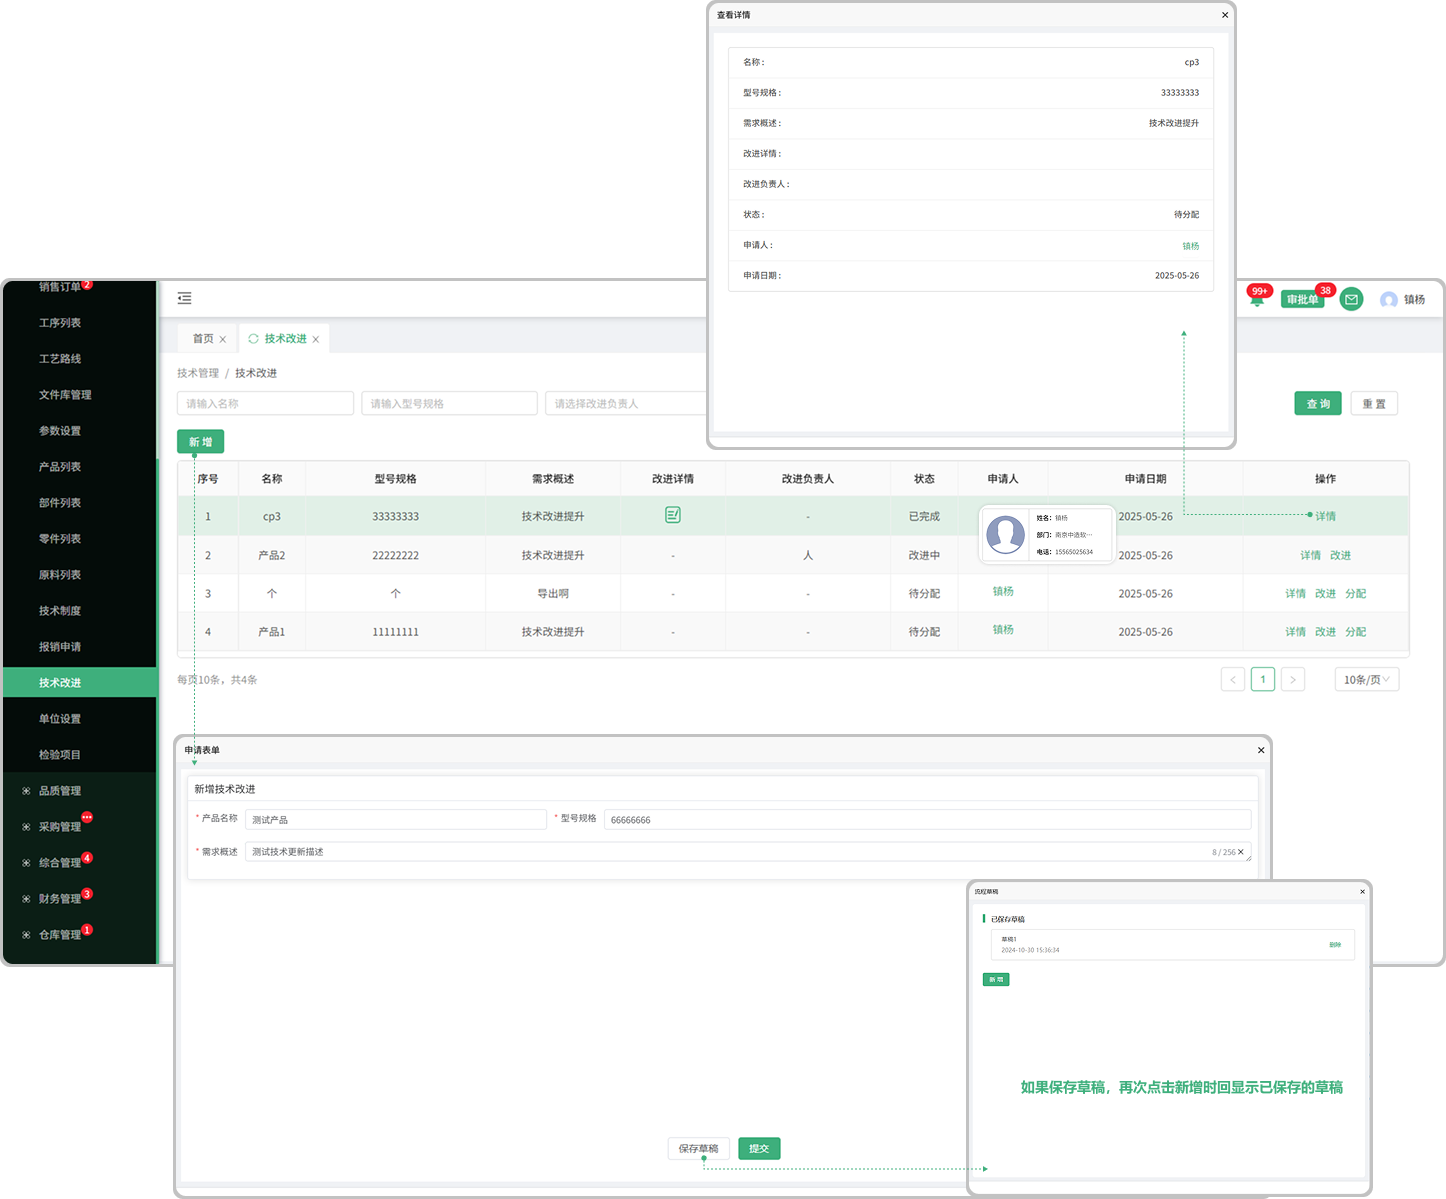 查看详情
名称 :
cp3
型号规格 :
33333333
需求概述 :
技术改进提升
改进详情 :
改进负责人 :
状态 :
待分配
申请人 :
镇杨
申请日期 :
2025-05-26
销售订单 2
工序列表
工艺路线
文件库管理
参数设置
产品列表
部件列表
零件列表
原料列表
技术制度
报销申请
技术改进
单位设置
检验项目
品质管理
采购管理
综合管理 4
财务管理 3
仓库管理 1
99+
审批单 38
镇杨
首页
技术改进
技术管理 / 技术改进
请输入名称
请输入型号规格
请选择改进负责人
查 询
重 置
新 增
序号 名称 型号规格 需求概述 改进详情 改进负责人 状态 申请人 申请日期 操作
1 cp3 33333333 技术改进提升 - 已完成 2025-05-26 详情
姓名: 镇杨
部门: 南京中造软…
电话: 15565025634
2 产品2 22222222 技术改进提升 - 人 改进中 2025-05-26 详情 改进
3 个 个 导出啊 - - 待分配 镇杨 2025-05-26 详情 改进 分配
4 产品1 11111111 技术改进提升 - - 待分配 镇杨 2025-05-26 详情 改进 分配
每页10条，共4条
< 1 > 10条/页
申请表单
新增技术改进
* 产品名称 测试产品
* 型号规格 66666666
* 需求概述 测试技术更新描述 8 / 256
保存草稿
提交
流程草稿
已保存草稿
草稿1
2024-10-30 15:36:34
删除
新 增
如果保存草稿，再次点击新增时回显示已保存的草稿